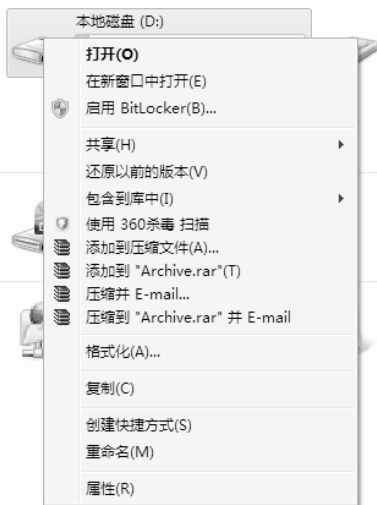 本地磁盘 (D:)
打开(O)
在新窗口中打开(E)
启用 BitLocker(B)...
共享(H)
还原以前的版本(V)
包含到库中(I)
使用 360杀毒 扫描
添加到压缩文件(A)...
添加到 "Archive.rar"(T)
压缩并 E-mail...
压缩到 "Archive.rar" 并 E-mail
格式化(A)...
复制(C)
创建快捷方式(S)
重命名(M)
属性(R)